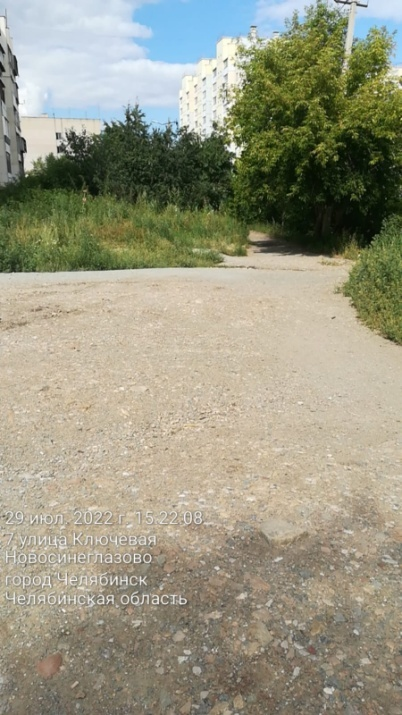 29 июл. 2022 г. 15:22:08
7 улица Ключевая
Новосинеглазово
город Челябинск
Челябинская область